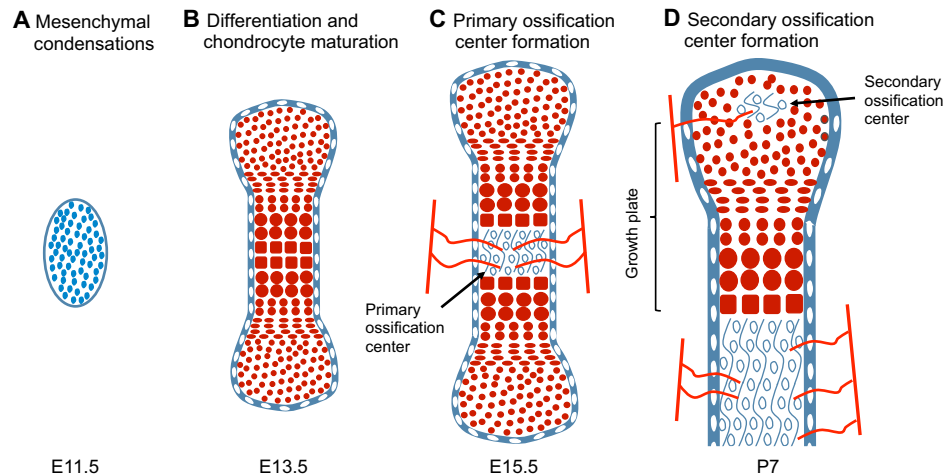 A Mesenchymal
condensations
B Differentiation and
chondrocyte maturation
C Primary ossification
center formation
D Secondary ossification
center formation
Secondary
ossification
center
Growth plate
Primary
ossification
center
E11.5
E13.5
E15.5
P7